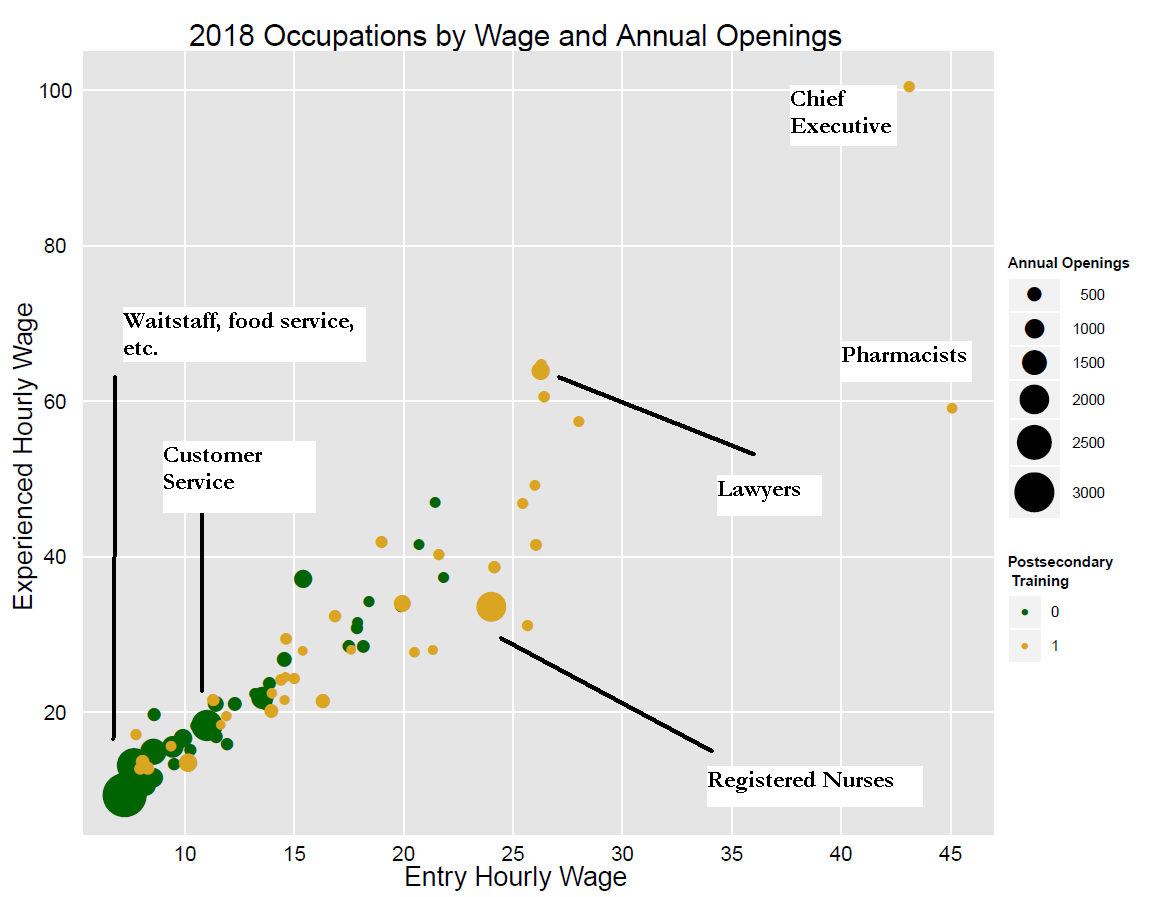 2018 Occupations by Wage and Annual Openings
Experienced Hourly Wage
100
80
60
40
20
Chief
Executive
Waitstaff, food service,
etc.
Pharmacists
Customer
Service
Lawyers
Registered Nurses
10
15
20
25
30
35
40
45
Entry Hourly Wage
Annual Openings
500
1000
1500
2000
2500
3000
Postsecondary
Training
0
1